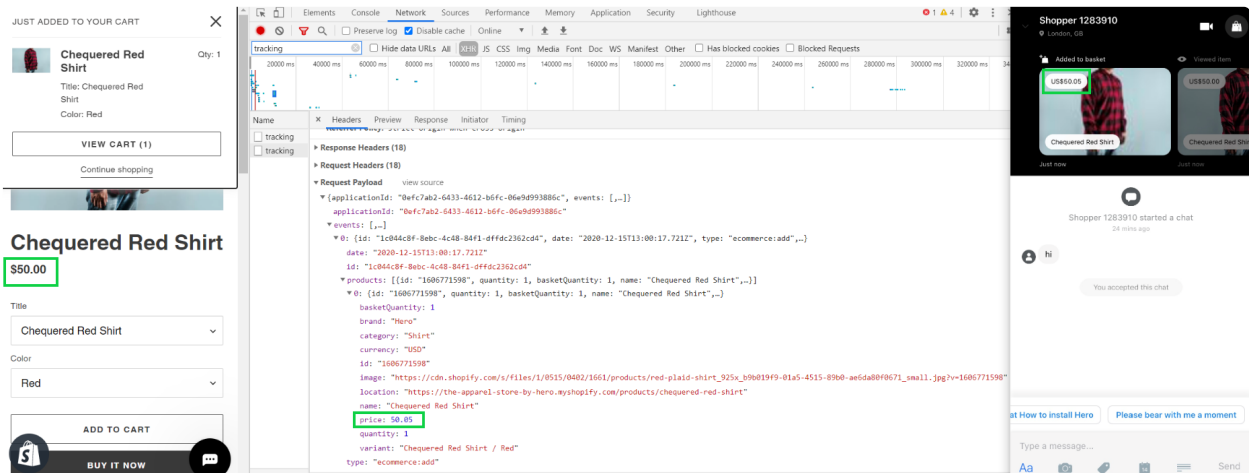 JUST ADDED TO YOUR CART
Chequered Red Shirt
Qty: 1
Title: Chequered Red Shirt
Color: Red
VIEW CART (1)
Continue shopping
Chequered Red Shirt
$50.00
Title
Chequered Red Shirt
Color
Red
ADD TO CART
BUY IT NOW
Elements Console Network Sources Performance Memory Application Security Lighthouse
1 4
Preserve log Disable cache Online
tracking
Hide data URLs All XHR JS CSS Img Media Font Doc WS Manifest Other Has blocked cookies Blocked Requests
20000 ms 40000 ms 60000 ms 80000 ms 100000 ms 120000 ms 140000 ms 160000 ms 180000 ms 200000 ms 220000 ms 240000 ms 260000 ms 280000 ms 300000 ms 320000 ms 34
Name
Headers Preview Response Initiator Timing
tracking
tracking
Response Headers (18)
Request Headers (18)
Request Payload view source
{applicationId: "0efc7ab2-6433-4612-b6fc-06e9d993886c", events: [,…]}
applicationId: "0efc7ab2-6433-4612-b6fc-06e9d993886c"
events: [,…]
0: {id: "1c044c8f-8ebc-4c48-84f1-dffdc2362cd4", date: "2020-12-15T13:00:17.721Z", type: "ecommerce:add",…}
date: "2020-12-15T13:00:17.721Z"
id: "1c044c8f-8ebc-4c48-84f1-dffdc2362cd4"
products: [{id: "1606771598", quantity: 1, basketQuantity: 1, name: "Chequered Red Shirt",…}]
0: {id: "1606771598", quantity: 1, basketQuantity: 1, name: "Chequered Red Shirt",…}
basketQuantity: 1
brand: "Hero"
category: "Shirt"
currency: "USD"
id: "1606771598"
image: "https://cdn.shopify.com/s/files/1/0515/0402/1661/products/red-plaid-shirt_925x_b9b019f9-01a5-4515-89b0-ae6da80f0671_small.jpg?v=1606771598"
location: "https://the-apparel-store-by-hero.myshopify.com/products/chequered-red-shirt"
name: "Chequered Red Shirt"
price: 50.05
quantity: 1
variant: "Chequered Red Shirt / Red"
type: "ecommerce:add"
Shopper 1283910
London, GB
Added to basket
Viewed item
US$50.05
US$50.00
Chequered Red Shirt
Chequered Red Shi
Just now
Just now
Shopper 1283910 started a chat
24 mins ago
hi
You accepted this chat
at How to install Hero
Please bear with me a moment
Type a message...
Aa
Send